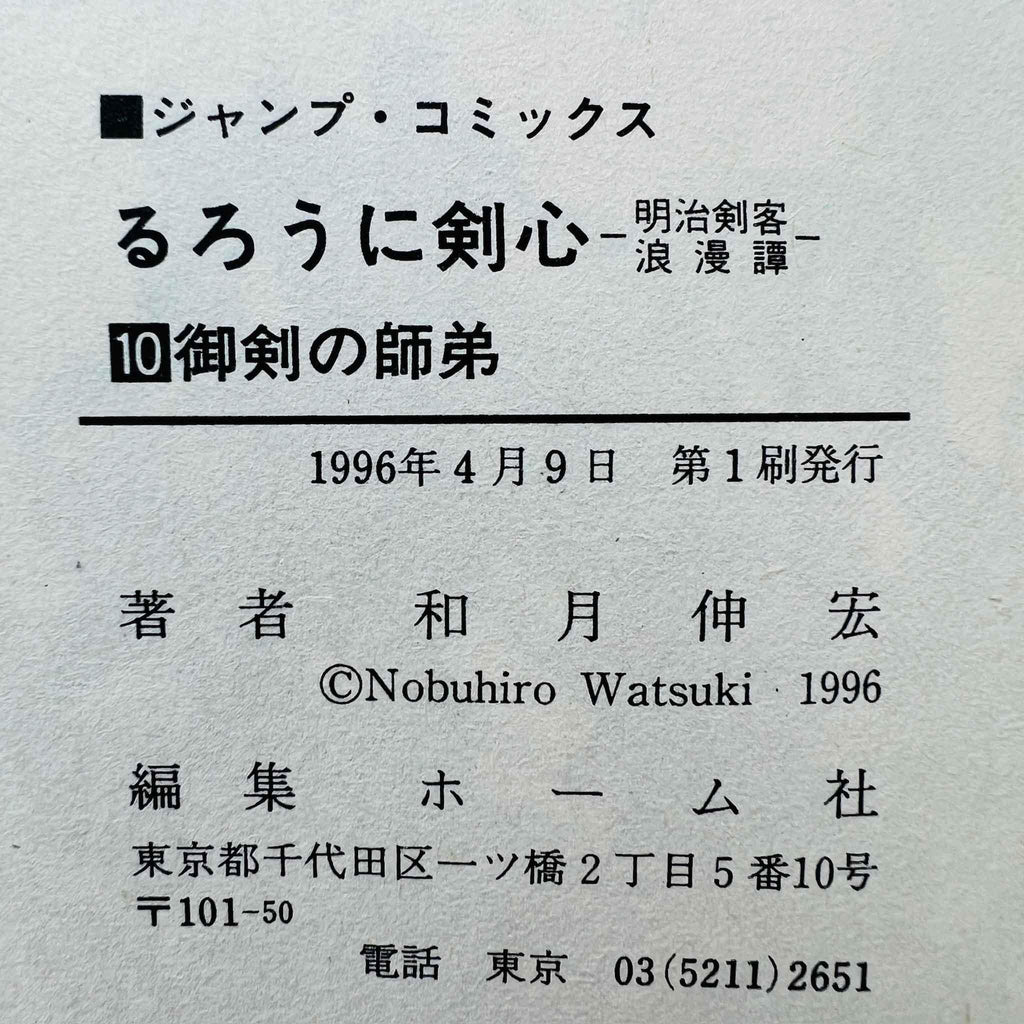 ■ジャンプ・コミックス
るろうに剣心－明治剣客浪漫譚－
10御剣の師弟
1996年4月9日 第1刷発行
著者 和月伸宏
©Nobuhiro Watsuki 1996
編集 ホーム社
東京都千代田区一ツ橋2丁目5番10号
〒101-50
電話 東京 03(5211)2651